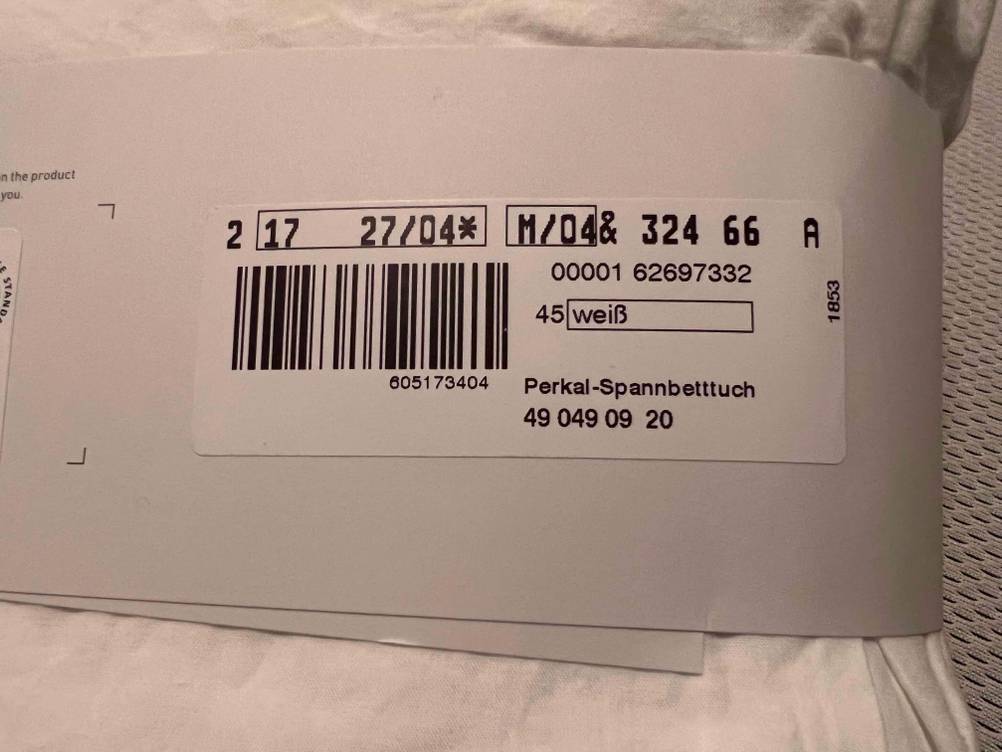 n the product
you.
E STANDA
2 17 27/04* M/04& 324 66 A
00001 62697332
45 weiß
1853
605173404
Perkal-Spannbetttuch
49 049 09 20